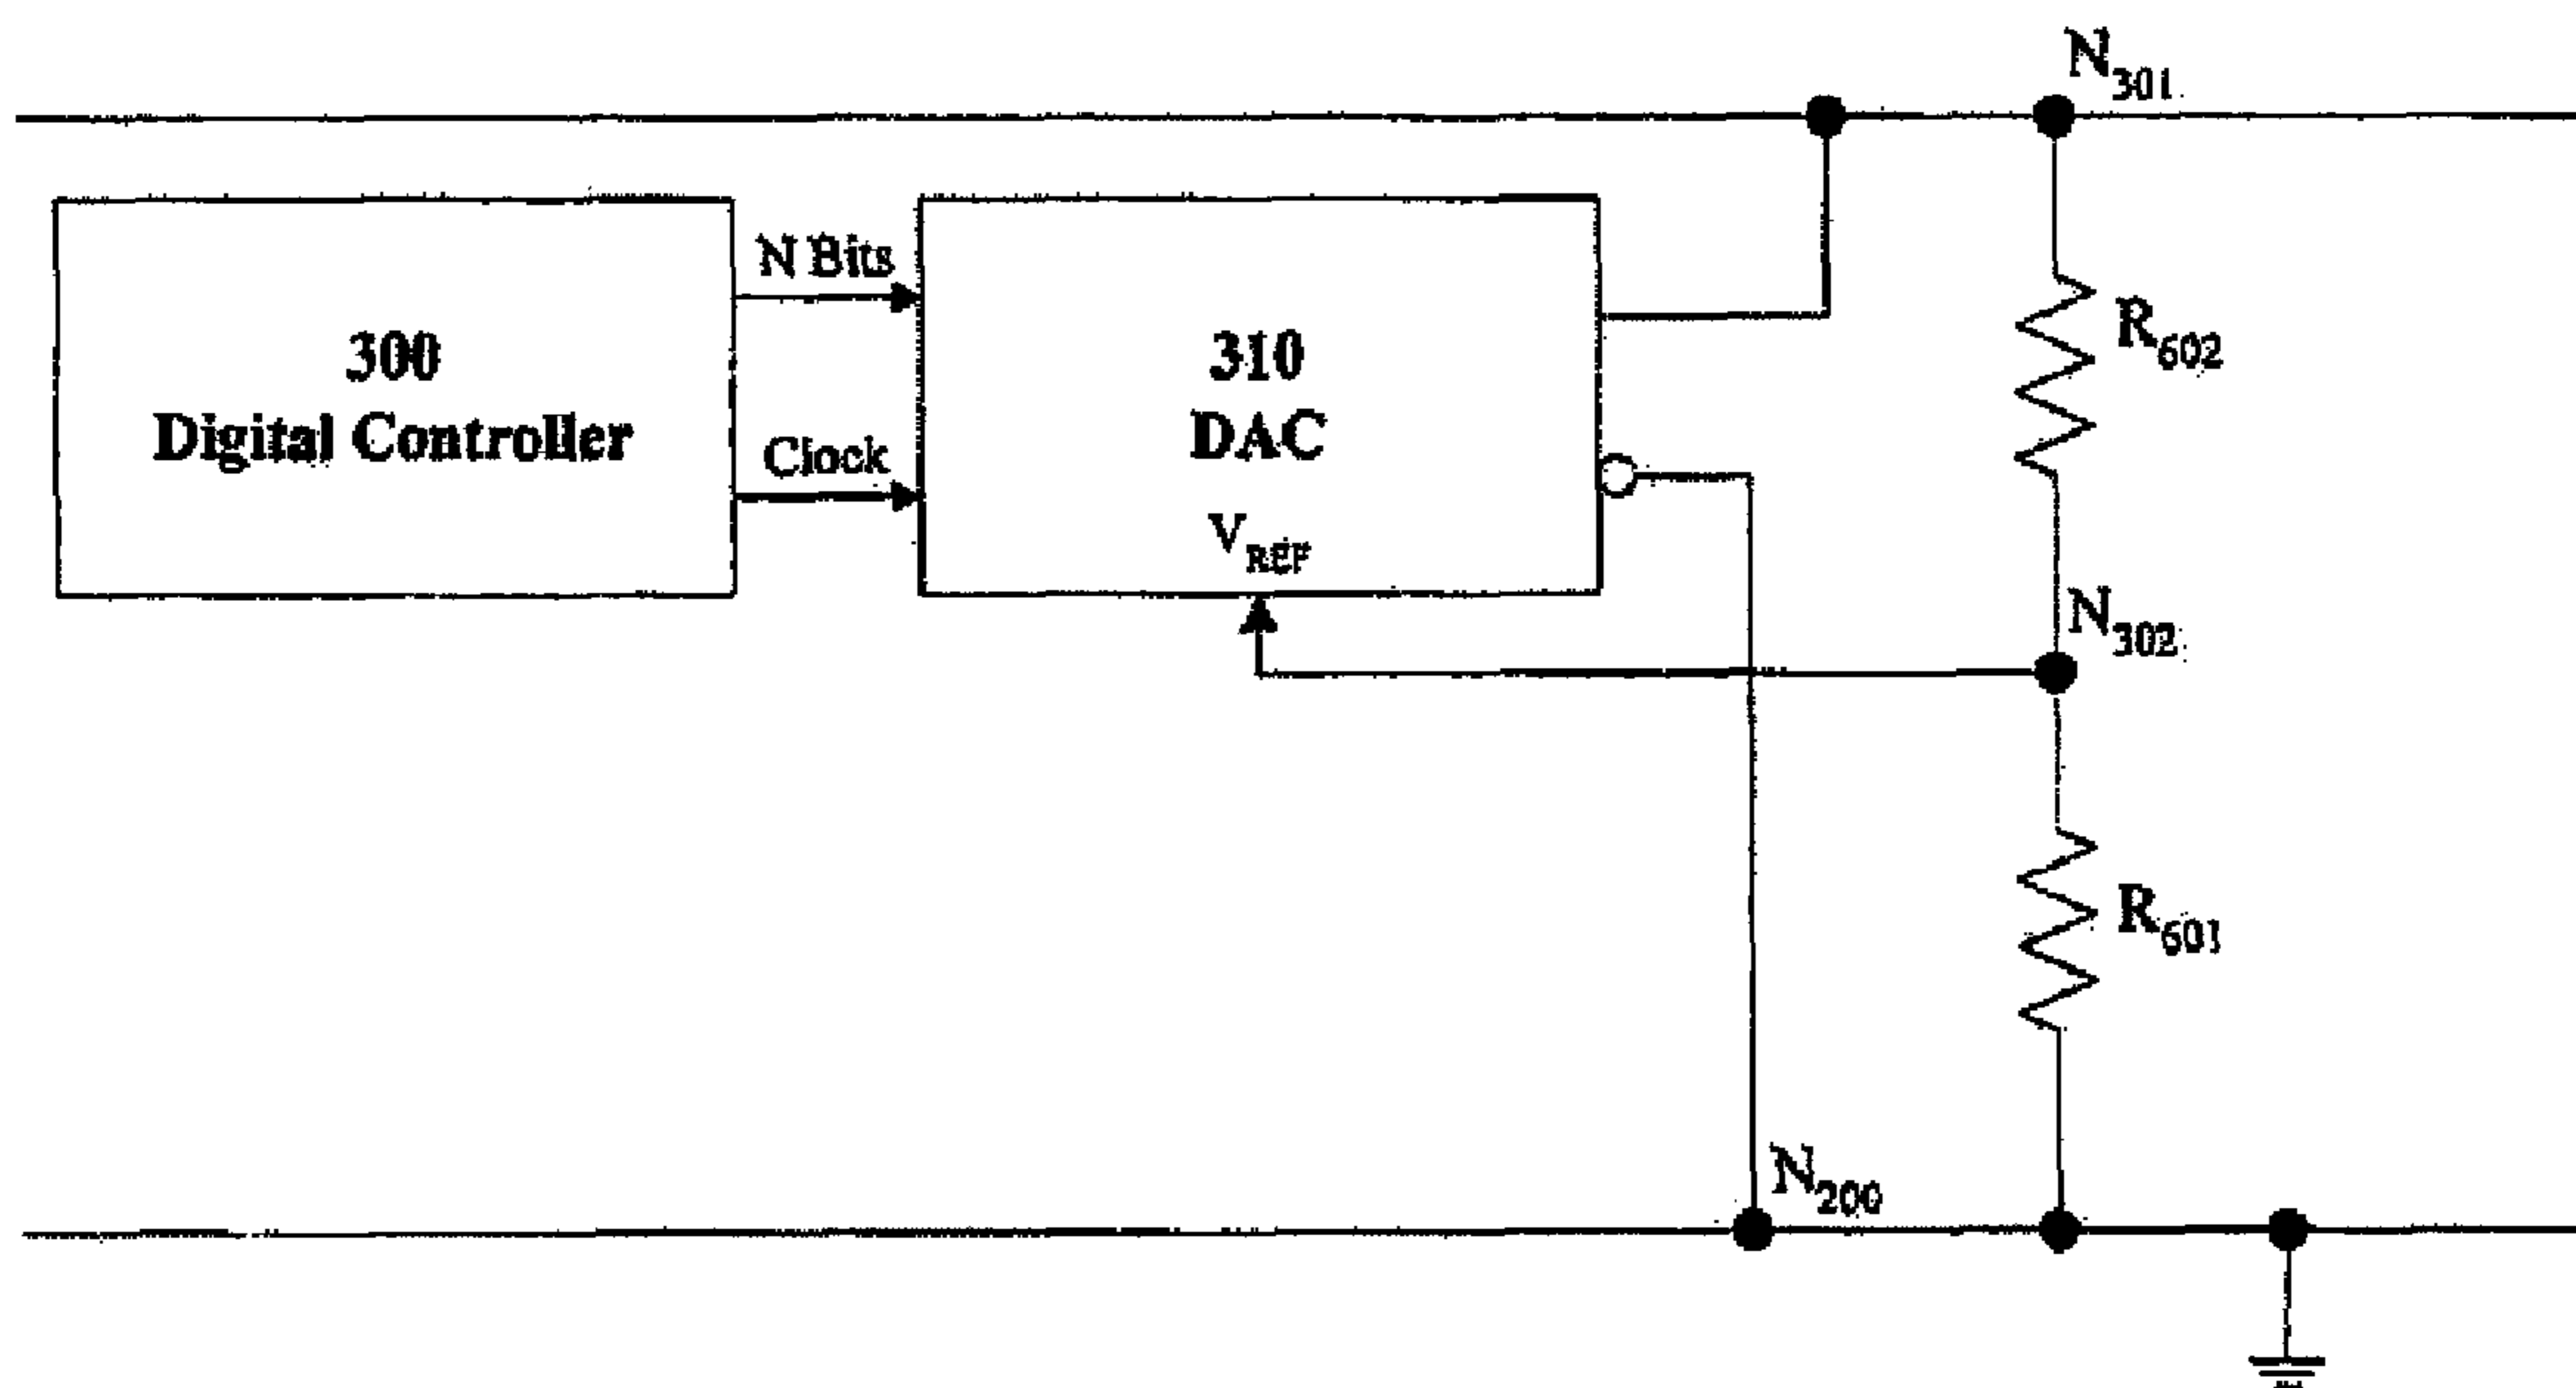 N301
N Bits
300
Digital Controller
Clock
310
DAC
VREF
R602
N302
R601
N200